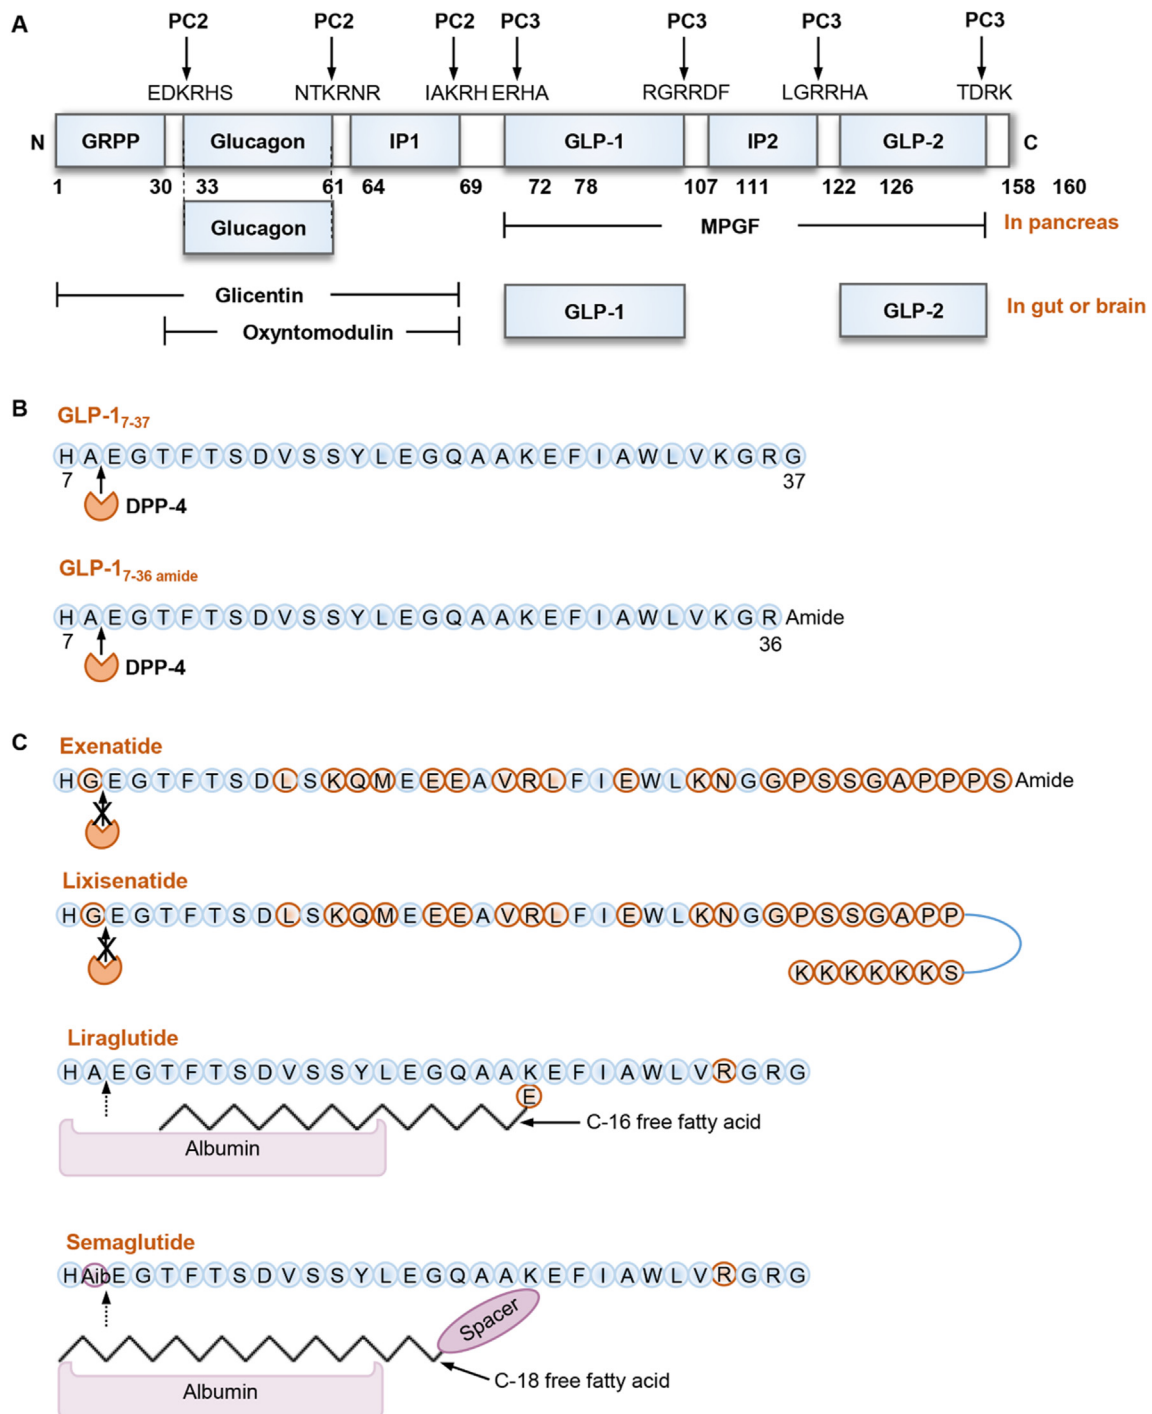 A
PC2 PC2 PC2 PC3 PC3 PC3 PC3
EDKRHS NTKRNR IAKRH ERHA RGRRDF LGRRHA TDRK
N GRPP Glucagon IP1 GLP-1 IP2 GLP-2 C
1 30 33 61 64 69 72 78 107 111 122 126 158 160
Glucagon MPGF In pancreas
Glicentin GLP-1 GLP-2 In gut or brain
Oxyntomodulin
B
GLP-17-37
HAEGTFTSDVSSYLEGQAAKEFIAWLVKGRG
7 37
DPP-4
GLP-17-36 amide
HAEGTFTSDVSSYLEGQAAKEFIAWLVKGR Amide
7 36
DPP-4
C
Exenatide
HGEGTFTSDLSKQMEEEAVRLFIEWLKNGGPSSGAPPPS Amide
X
Lixisenatide
HGEGTFTSDLSKQMEEEAVRLFIEWLKNGGPSSGAPP
X
KKKKKKS
Liraglutide
HAEGTFTSDVSSYLEGQAAKEFIAWLVRGRG
E
C-16 free fatty acid
Albumin
Semaglutide
HAibEGTFTSDVSSYLEGQAAKEFIAWLVRGRG
Spacer
C-18 free fatty acid
Albumin